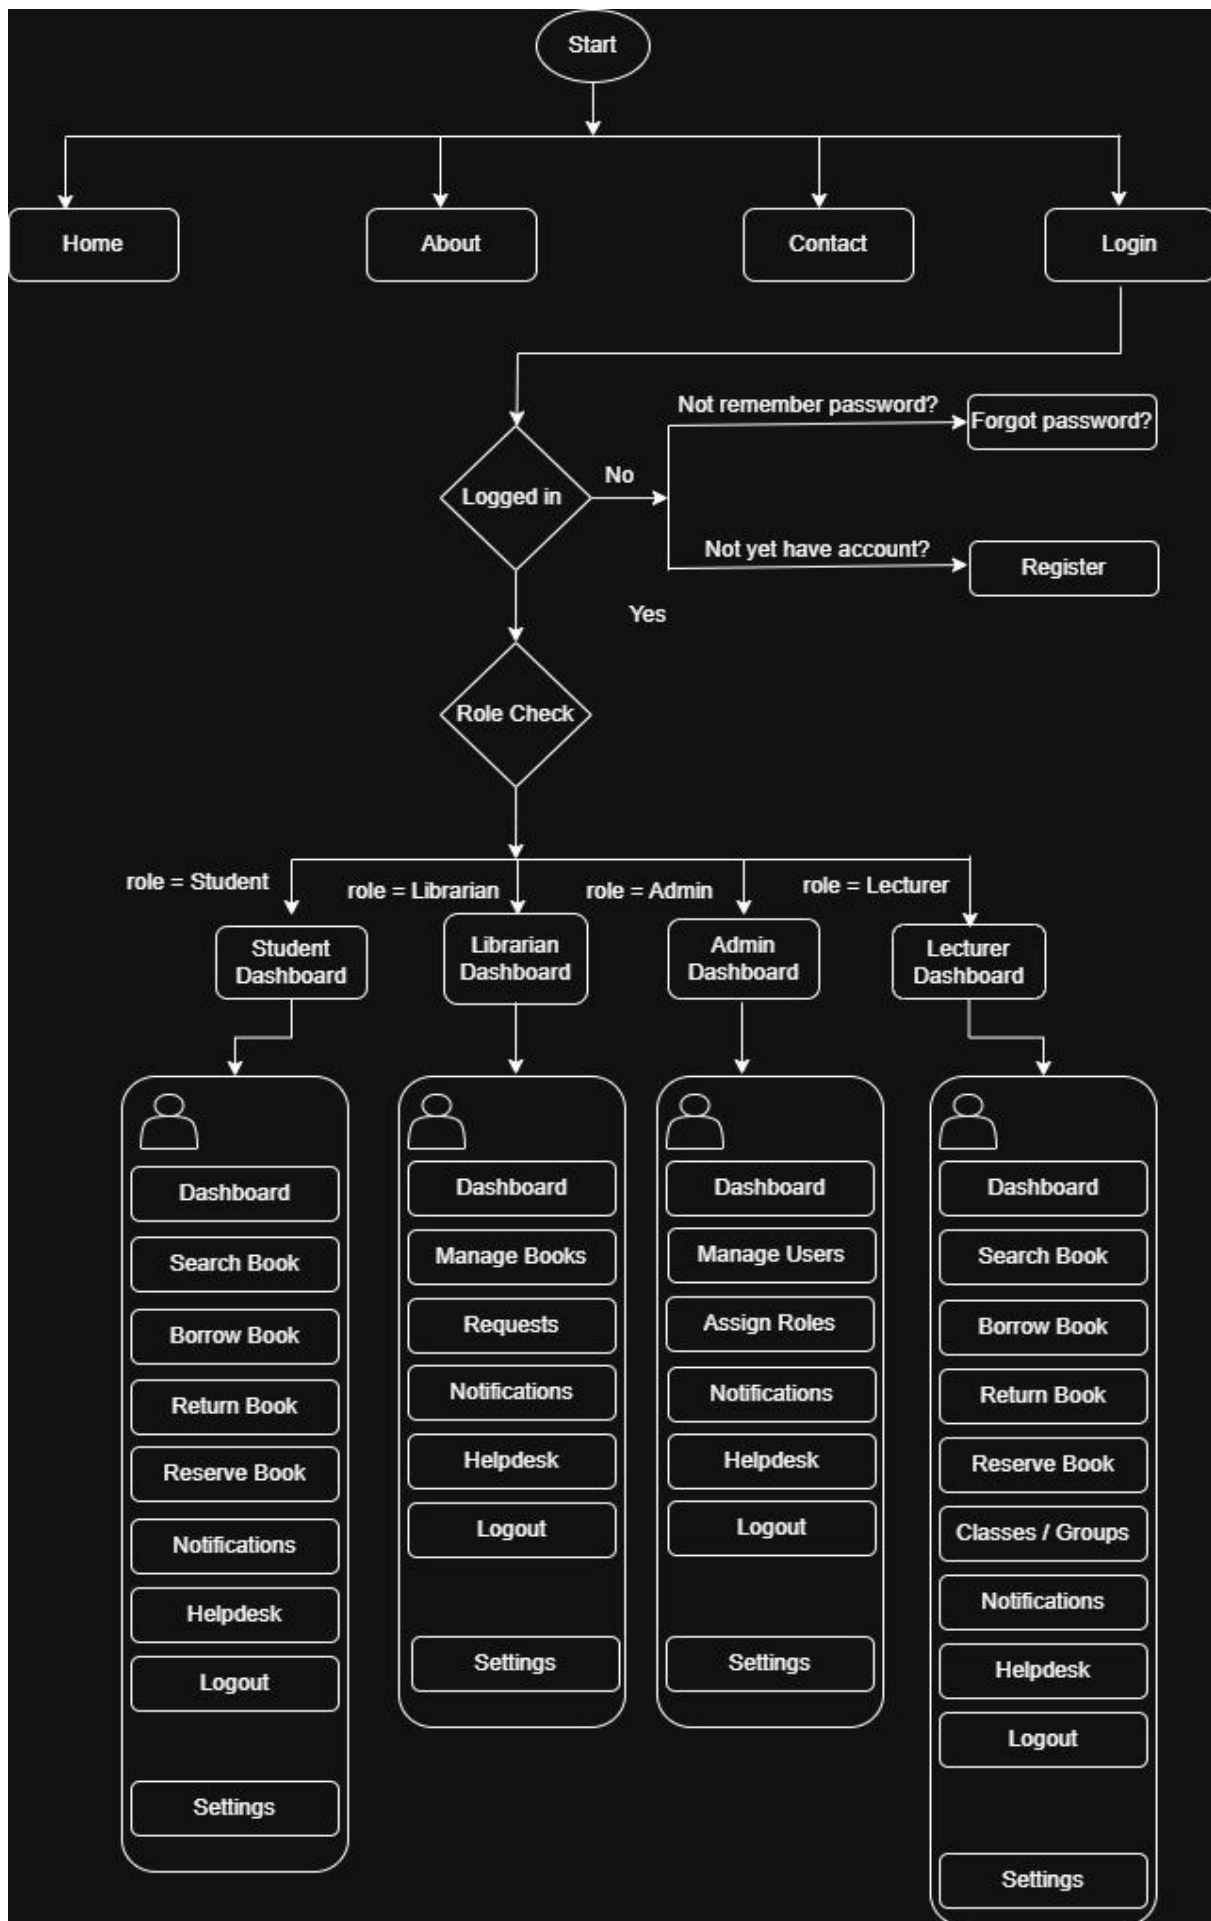 Start
Home
About
Contact
Login
Not remember password?
Forgot password?
No
Logged in
Not yet have account?
Register
Yes
Role Check
role = Student
role = Librarian
role = Admin
role = Lecturer
Student
Dashboard
Librarian
Dashboard
Admin
Dashboard
Lecturer
Dashboard
Dashboard
Search Book
Borrow Book
Return Book
Reserve Book
Notifications
Helpdesk
Logout
Settings
Dashboard
Manage Books
Requests
Notifications
Helpdesk
Logout
Settings
Dashboard
Manage Users
Assign Roles
Notifications
Helpdesk
Logout
Settings
Dashboard
Search Book
Borrow Book
Return Book
Reserve Book
Classes / Groups
Notifications
Helpdesk
Logout
Settings